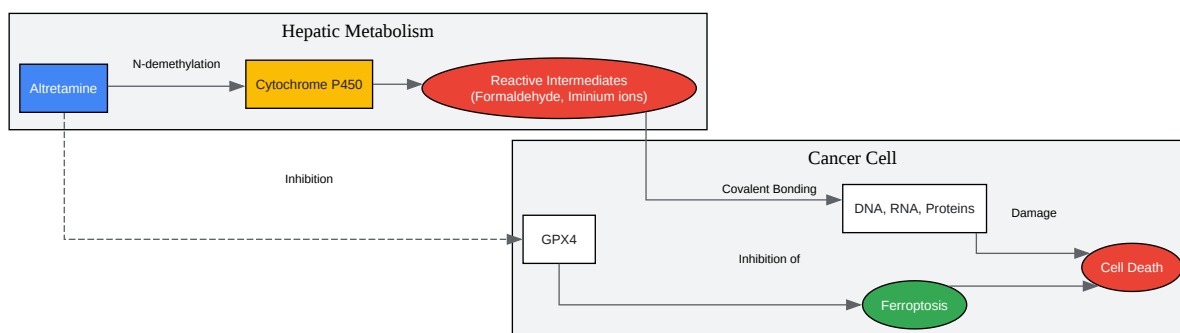 Hepatic Metabolism
Altretamine
N-demethylation
Cytochrome P450
Reactive Intermediates
(Formaldehyde, Iminium ions)
Inhibition
Cancer Cell
Covalent Bonding
DNA, RNA, Proteins
Damage
GPX4
Inhibition of
Cell Death
Ferroptosis